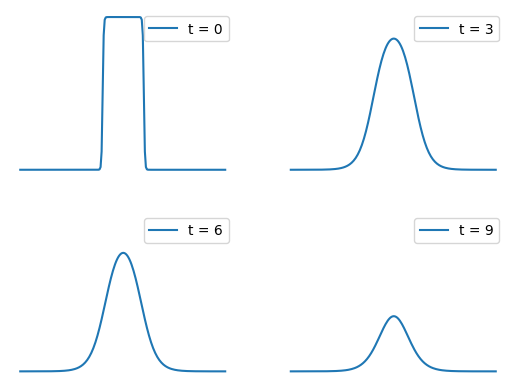 t = 0
t = 3
t = 6
t = 9